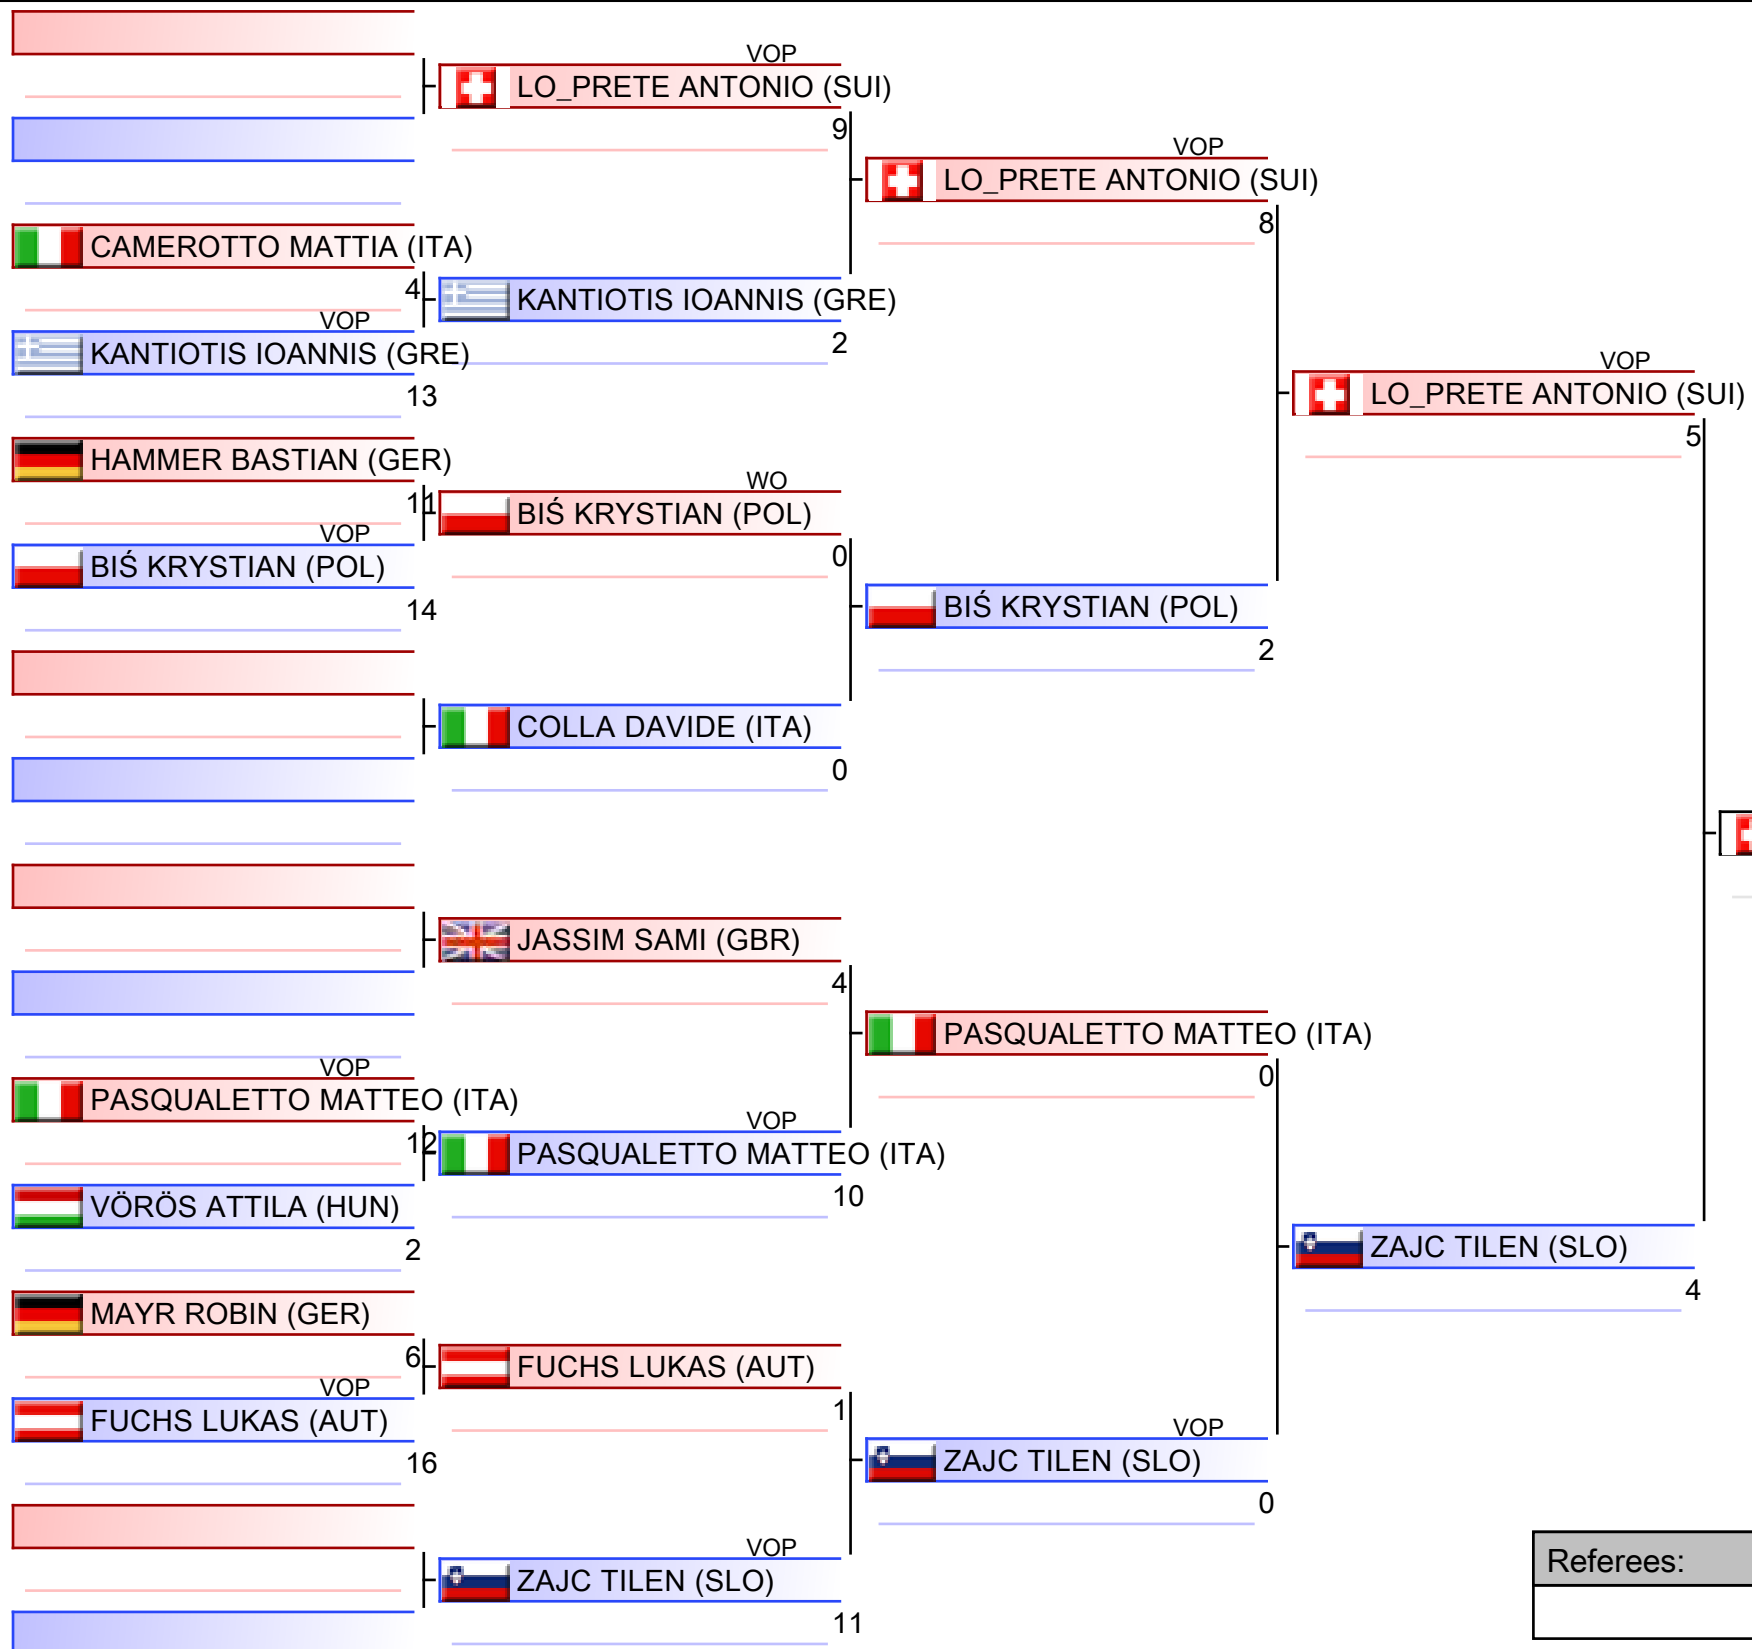 VOP
LO_PRETE ANTONIO (SUI)
9
VOP
LO_PRETE ANTONIO (SUI)
8
CAMEROTTO MATTIA (ITA)
4
KANTIOTIS IOANNIS (GRE)
2
VOP
KANTIOTIS IOANNIS (GRE)
13
VOP
LO_PRETE ANTONIO (SUI)
5
HAMMER BASTIAN (GER)
11
WO
BIŚ KRYSTIAN (POL)
0
VOP
BIŚ KRYSTIAN (POL)
14
BIŚ KRYSTIAN (POL)
2
COLLA DAVIDE (ITA)
0
JASSIM SAMI (GBR)
4
PASQUALETTO MATTEO (ITA)
0
VOP
PASQUALETTO MATTEO (ITA)
12
VOP
PASQUALETTO MATTEO (ITA)
10
VÖRÖS ATTILA (HUN)
2
ZAJC TILEN (SLO)
4
MAYR ROBIN (GER)
6
FUCHS LUKAS (AUT)
1
VOP
FUCHS LUKAS (AUT)
16
VOP
ZAJC TILEN (SLO)
0
VOP
ZAJC TILEN (SLO)
11
Referees: